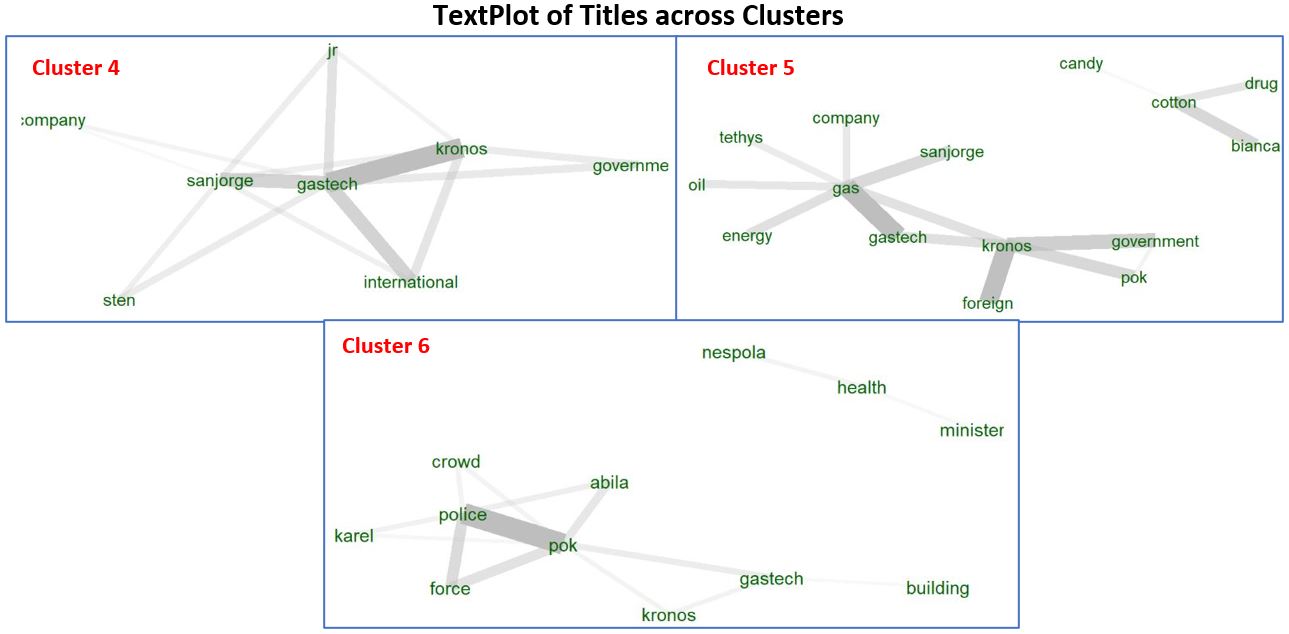 TextPlot of Titles across Clusters
Cluster 4
jr
company
kronos
governme
sanjorge
gastech
international
sten
Cluster 5
candy
drug
cotton
bianca
company
tethys
sanjorge
oil
gas
energy
gastech
kronos
government
pok
foreign
Cluster 6
nespola
health
minister
crowd
abila
police
karel
pok
force
gastech
building
kronos